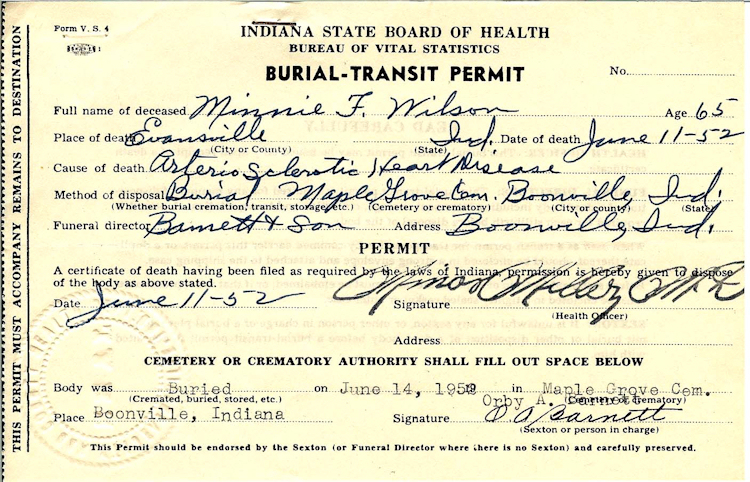 Form V. S. 4
INDIANA STATE BOARD OF HEALTH
BUREAU OF VITAL STATISTICS
BURIAL-TRANSIT PERMIT
No.
Full name of deceased Minnie F. Wilson Age 65
Place of death Evansville Ind. Date of death June 11-52
(City or County) (State)
Cause of death Arterio Sclerotic Heart Disease
Method of disposal Burial Maple Grove Cem. Boonville, Ind.
(Whether burial cremation, transit, storage, etc.) (Cemetery or crematory) (City or county) (State)
Funeral director Barnett & Son Address Boonville, Ind.
PERMIT
A certificate of death having been filed as required by the laws of Indiana, permission is hereby given to dispose
of the body as above stated.
Date June 11-52 Signature Miller
(Health Officer)
Address
CEMETERY OR CREMATORY AUTHORITY SHALL FILL OUT SPACE BELOW
Body was Buried on June 14, 1952 in Maple Grove Cem.
(Cremated, buried, stored, etc.) Orby A. Barnett (Cemetery or crematory)
Place Boonville, Indiana Signature O A Barnett
(Sexton or person in charge)
This Permit should be endorsed by the Sexton (or Funeral Director where there is no Sexton) and carefully preserved.
THIS PERMIT MUST ACCOMPANY REMAINS TO DESTINATION